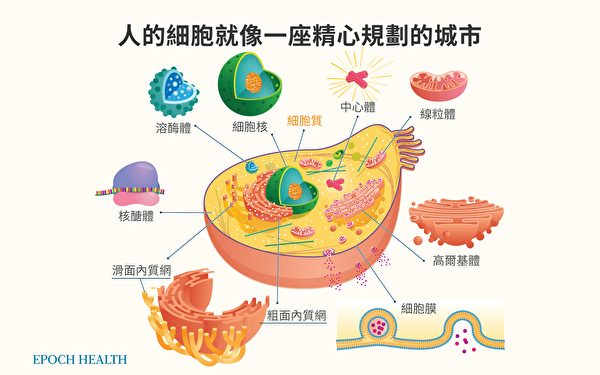 人的細胞就像一座精心規劃的城市
溶酶體
細胞核
細胞質
中心體
線粒體
核醣體
高爾基體
滑面內質網
粗面內質網
細胞膜
EPOCH HEALTH